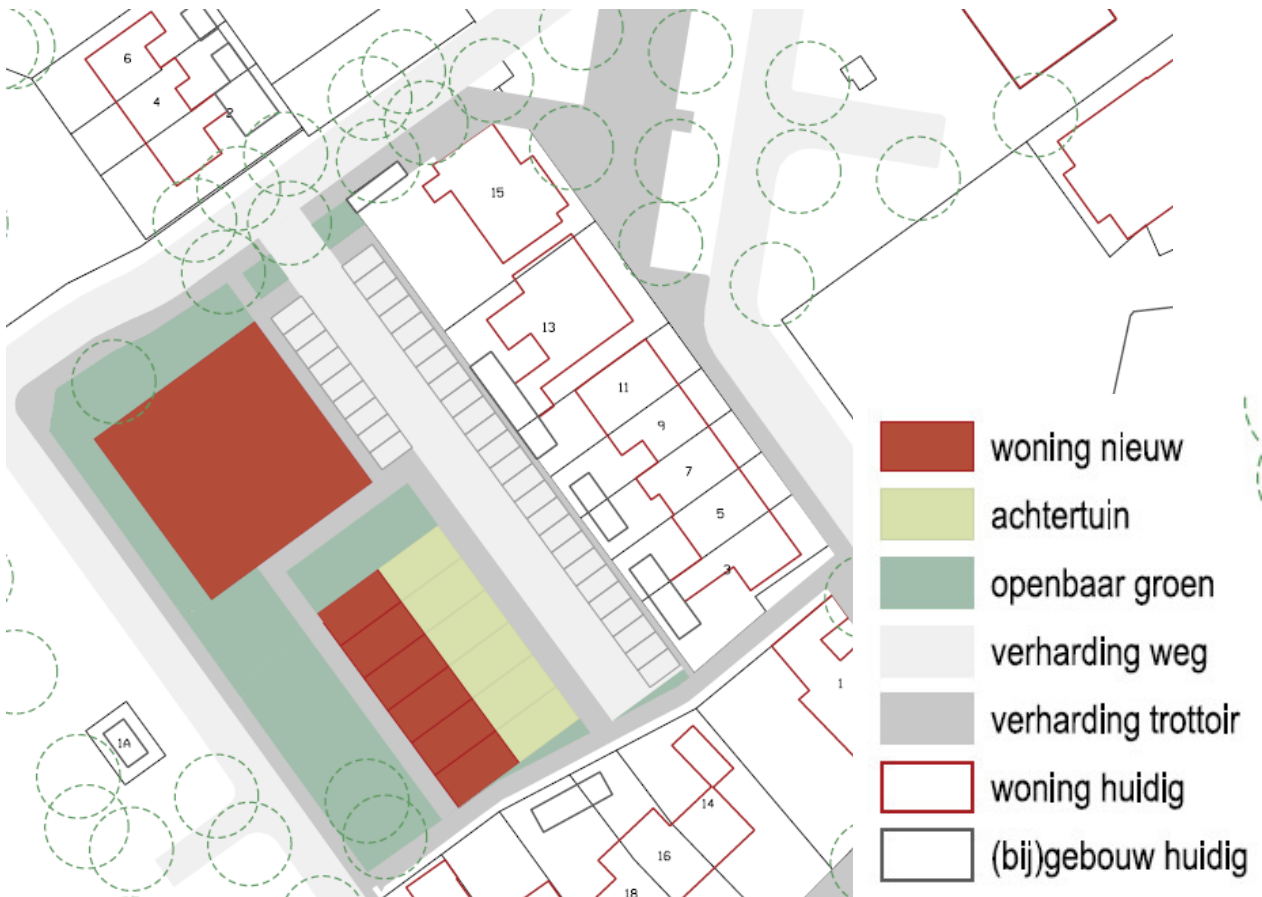 6
4
2
15
13
11
9
7
5
3
1
1A
14
16
18
woning nieuw
achtertuin
openbaar groen
verharding weg
verharding trottoir
woning huidig
(bij)gebouw huidig